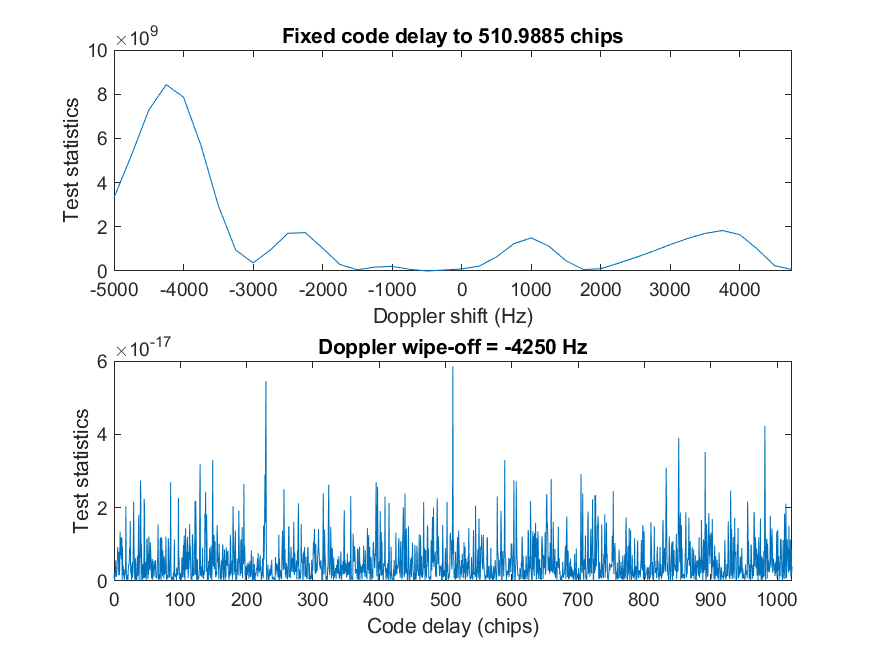 ×10⁹
Fixed code delay to 510.9885 chips
10
8
6
4
2
0
Test statistics
-5000 -4000 -3000 -2000 -1000 0 1000 2000 3000 4000
Doppler shift (Hz)
×10⁻¹⁷
Doppler wipe-off = -4250 Hz
6
4
2
0
Test statistics
0 100 200 300 400 500 600 700 800 900 1000
Code delay (chips)